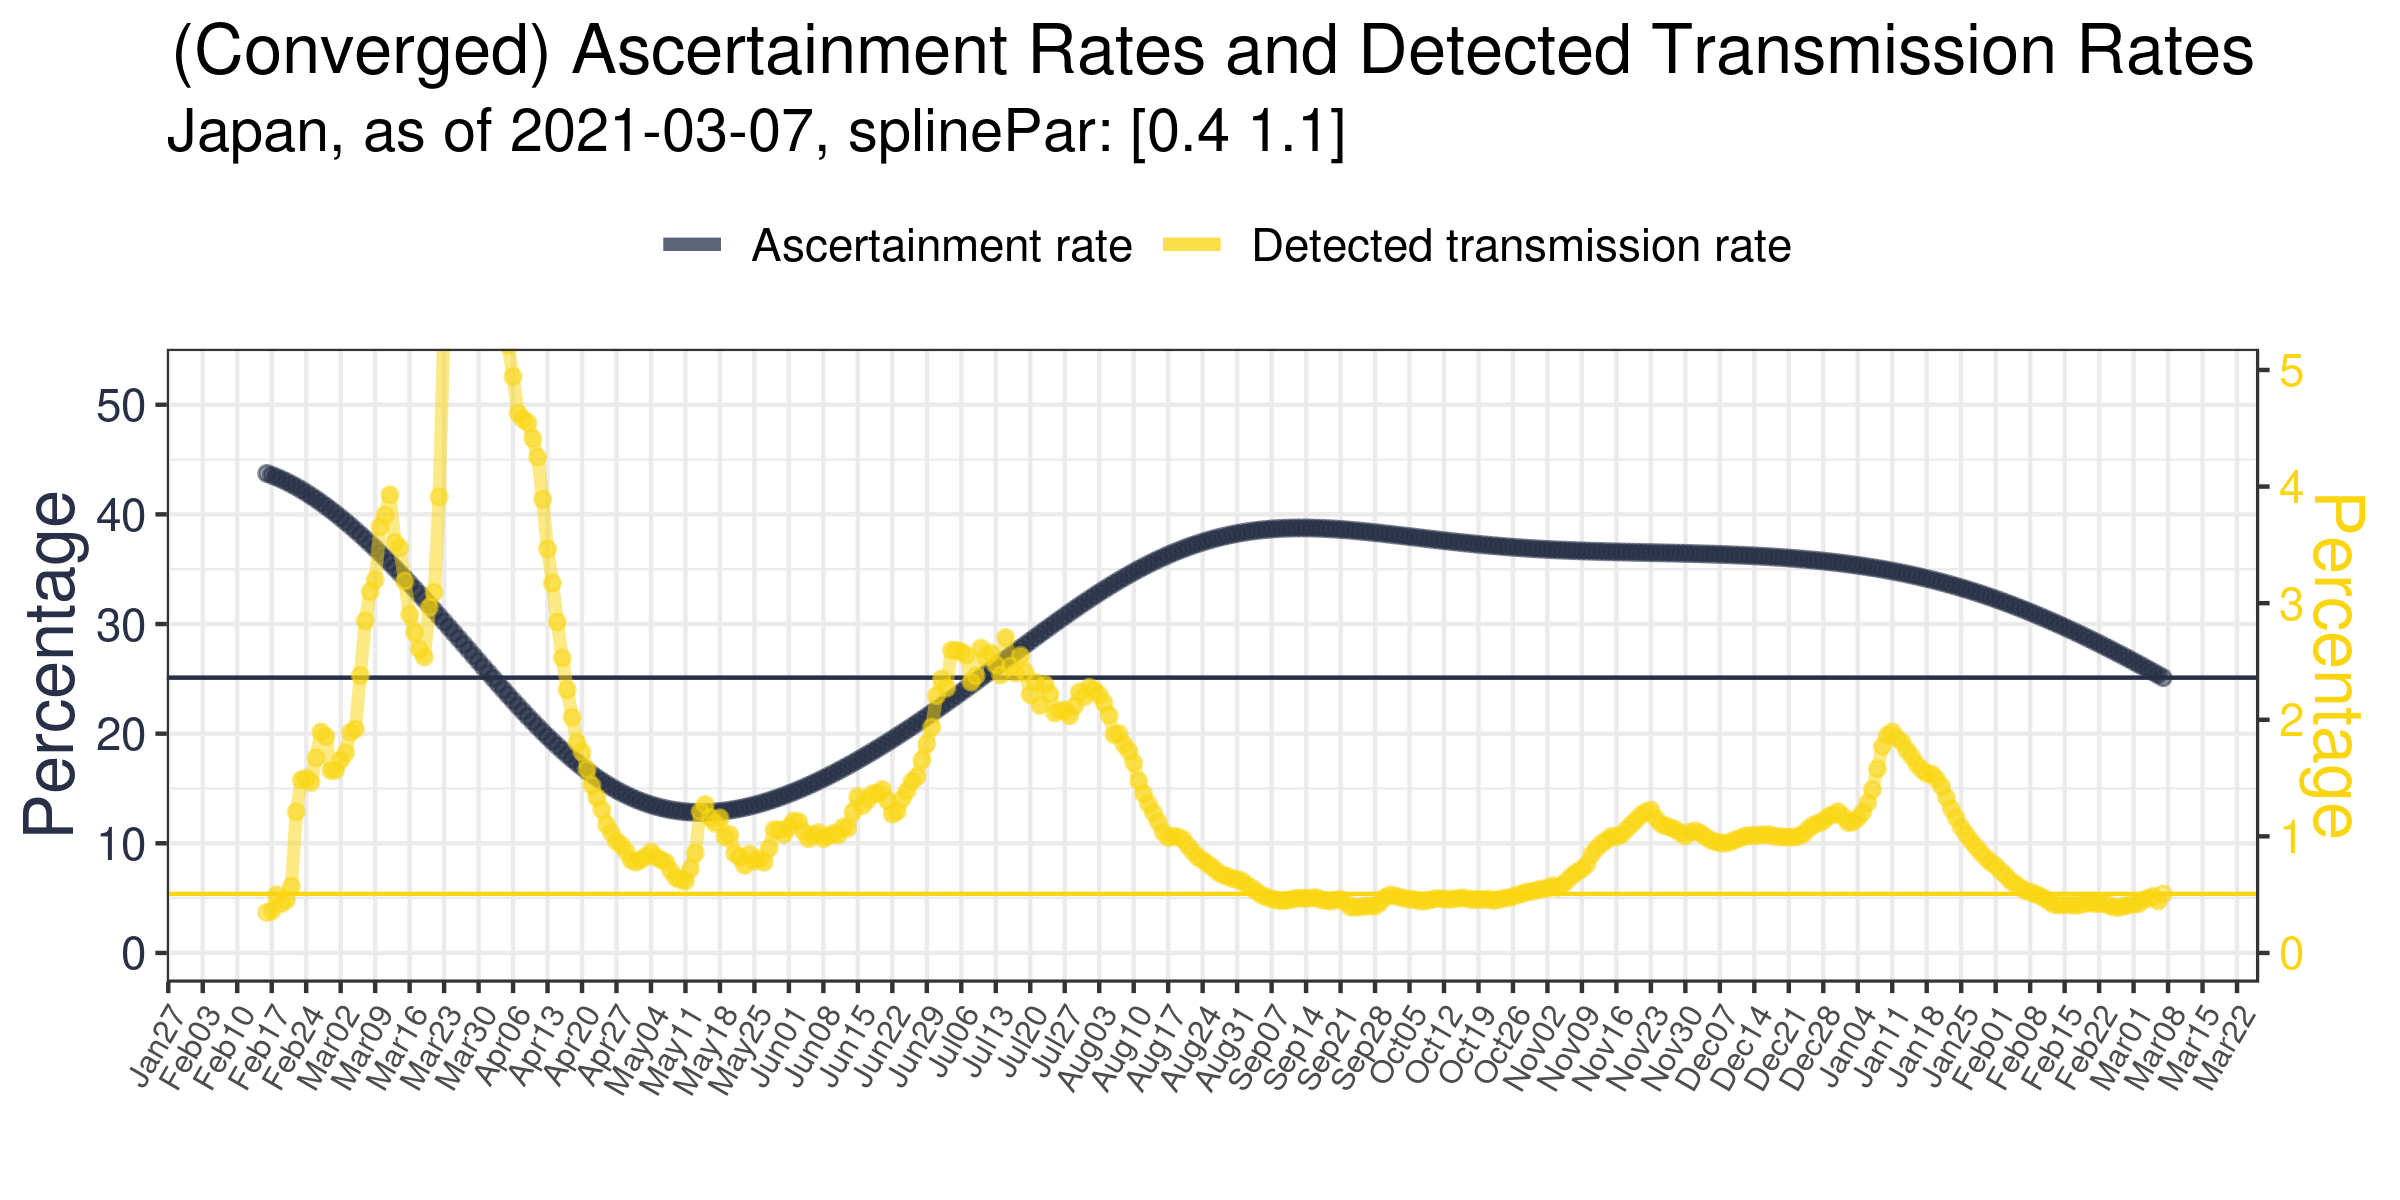 (Converged) Ascertainment Rates and Detected Transmission Rates
Japan, as of 2021-03-07, splinePar: [0.4 1.1]
Ascertainment rate Detected transmission rate
Percentage
50
40
30
20
10
0
5
4
3
2
1
0
Percentage
Jan27 Feb03 Feb10 Feb17 Feb24 Mar02 Mar09 Mar16 Mar23 Mar30 Apr06 Apr13 Apr20 Apr27 May04 May11 May18 May25 Jun01 Jun08 Jun15 Jun22 Jun29 Jul06 Jul13 Jul20 Jul27 Aug03 Aug10 Aug17 Aug24 Aug31 Sep07 Sep14 Sep21 Sep28 Oct05 Oct12 Oct19 Oct26 Nov02 Nov09 Nov16 Nov23 Nov30 Dec07 Dec14 Dec21 Dec28 Jan04 Jan11 Jan18 Jan25 Feb01 Feb08 Feb15 Feb22 Mar01 Mar08 Mar15 Mar22